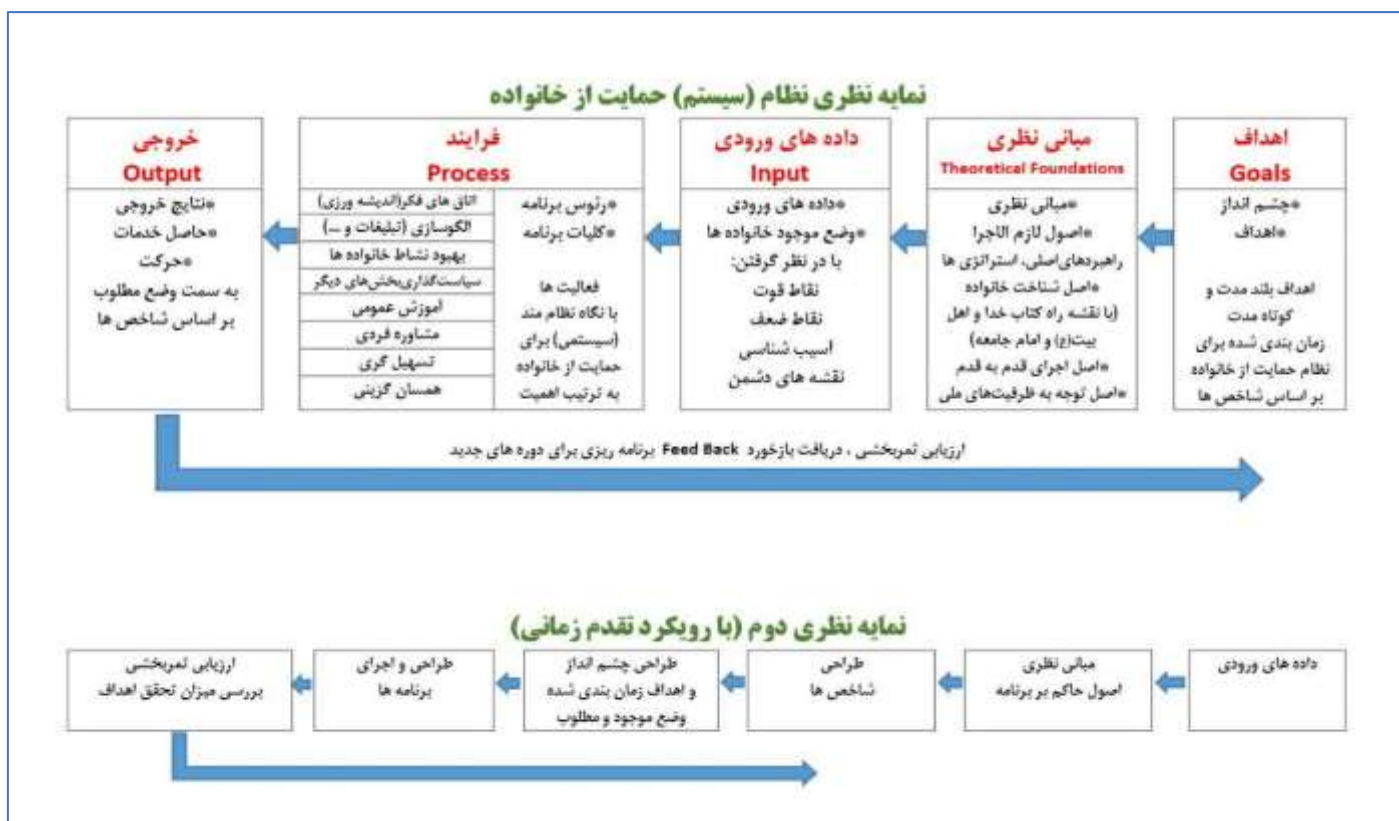 نمایه نظری نظام (سیستم) حمایت از خانواده
اهداف
Goals
*چشم انداز
*اهداف
اهداف بلند مدت و
کوتاه مدت
زمان بندی شده برای
نظام حمایت از خانواده
بر اساس شاخص ها
مبانی نظری
Theoretical Foundations
*مبانی نظری
*اصول لازم الاجرا
راهبردهای اصلی، استراتژی ها
*اصل شناخت خانواده
(با نقشه راه کتاب خدا و اهل
بیت(ع) و امام جامعه)
*اصل اجرای قدم به قدم
*اصل توجه به ظرفیت‌های ملی
داده های ورودی
Input
*داده های ورودی
*وضع موجود خانواده ها
با در نظر گرفتن:
نقاط قوت
نقاط ضعف
آسیب شناسی
نقشه های دشمن
فرایند
Process
*رئوس برنامه
*کلیات برنامه
فعالیت ها
با نگاه نظام مند
(سیستمی) برای
حمایت از خانواده
به ترتیب اهمیت
اتاق های فکر(اندیشه ورزی)
الگوسازی (تبلیغات و ...)
بهبود نشاط خانواده ها
سیاست‌گذاری‌بخش‌های دیگر
آموزش عمومی
مشاوره فردی
تسهیل گری
همسان گزینی
خروجی
Output
*نتایج خروجی
*حاصل خدمات
*حرکت
به سمت وضع مطلوب
بر اساس شاخص ها
ارزیابی ثمربخشی ، دریافت بازخورد Feed Back برنامه ریزی برای دوره های جدید
نمایه نظری دوم (با رویکرد تقدم زمانی)
داده های ورودی
مبانی نظری
اصول حاکم بر برنامه
طراحی
شاخص ها
طراحی چشم انداز
و اهداف زمان بندی شده
وضع موجود و مطلوب
طراحی و اجرای
برنامه ها
ارزیابی ثمربخشی
بررسی میزان تحقق اهداف